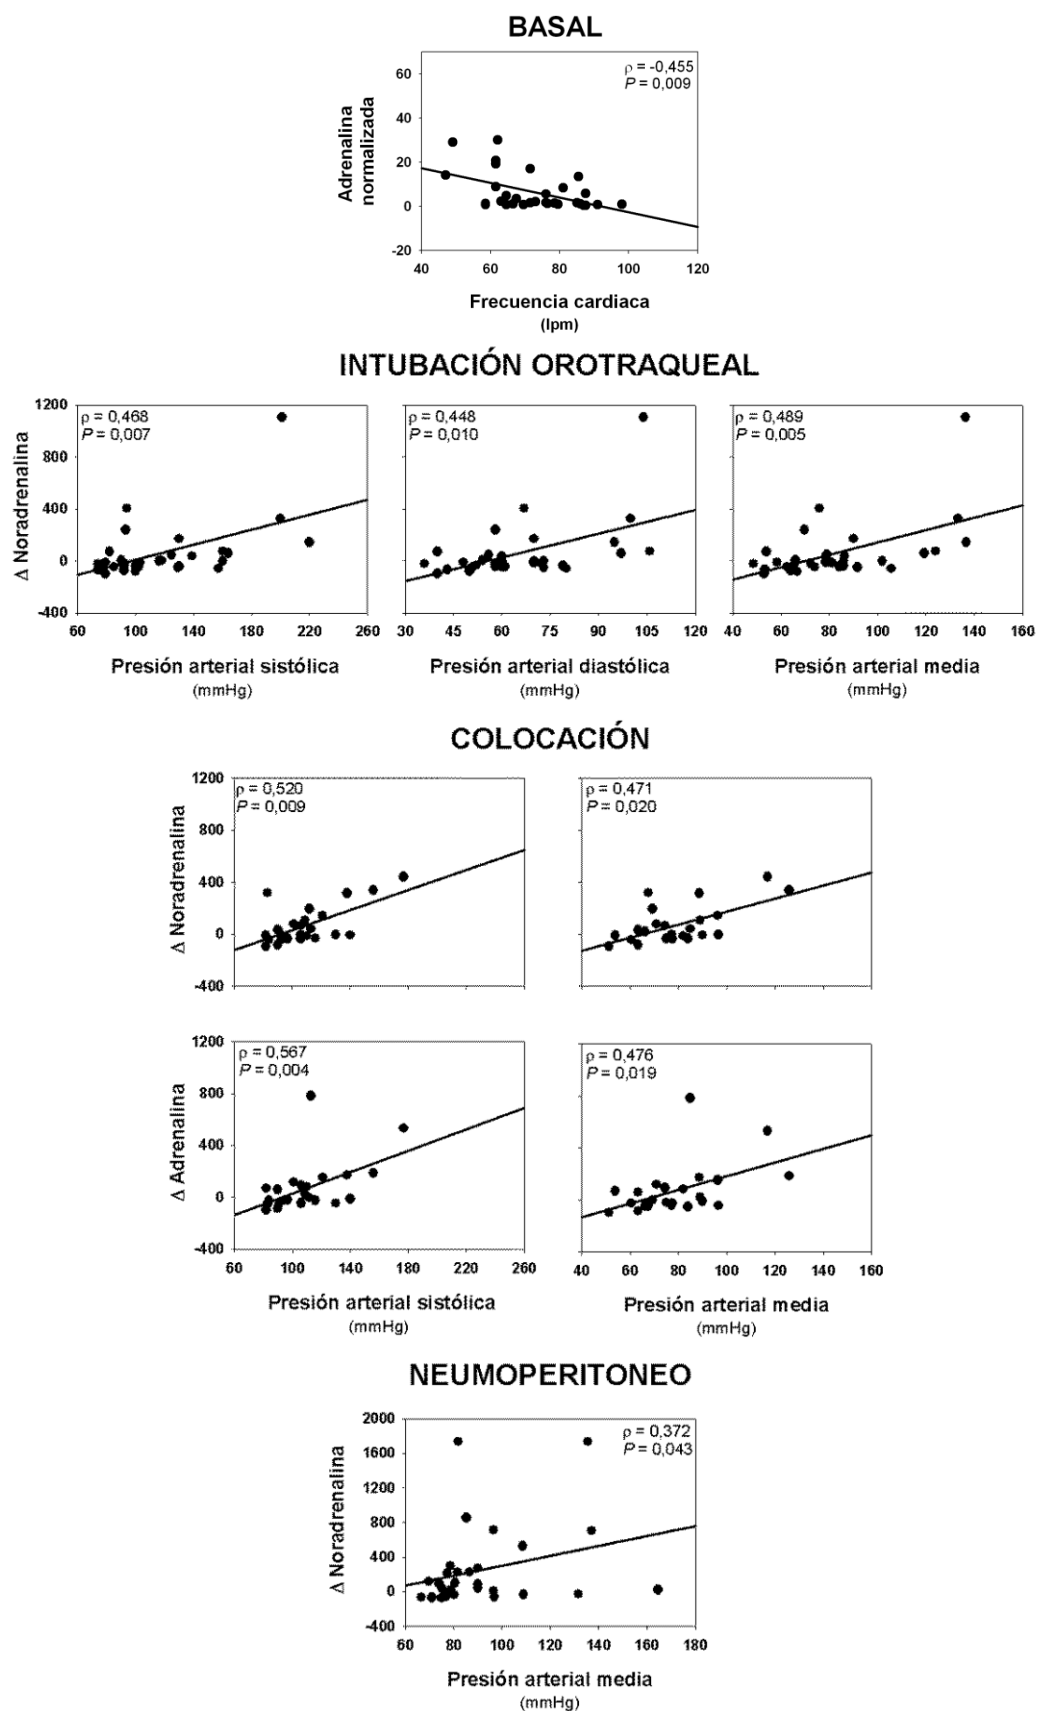 BASAL
ρ = -0,455
P = 0,009
60
40
20
0
-20
Adrenalina
normalizada
40 60 80 100 120
Frecuencia cardiaca
(lpm)
INTUBACIÓN OROTRAQUEAL
1200
800
400
0
-400
Δ Noradrenalina
ρ = 0,468
P = 0,007
ρ = 0,448
P = 0,010
ρ = 0,489
P = 0,005
60 100 140 180 220 260
30 45 60 75 90 105 120
40 60 80 100 120 140 160
Presión arterial sistólica
(mmHg)
Presión arterial diastólica
(mmHg)
Presión arterial media
(mmHg)
COLOCACIÓN
1200
800
400
0
-400
Δ Noradrenalina
ρ = 0,520
P = 0,009
ρ = 0,471
P = 0,020
1200
800
400
0
-400
Δ Adrenalina
ρ = 0,567
P = 0,004
ρ = 0,476
P = 0,019
60 100 140 180 220 260
40 60 80 100 120 140 160
Presión arterial sistólica
(mmHg)
Presión arterial media
(mmHg)
NEUMOPERITONEO
2000
1600
1200
800
400
0
-400
Δ Noradrenalina
ρ = 0,372
P = 0,043
60 80 100 120 140 160 180
Presión arterial media
(mmHg)